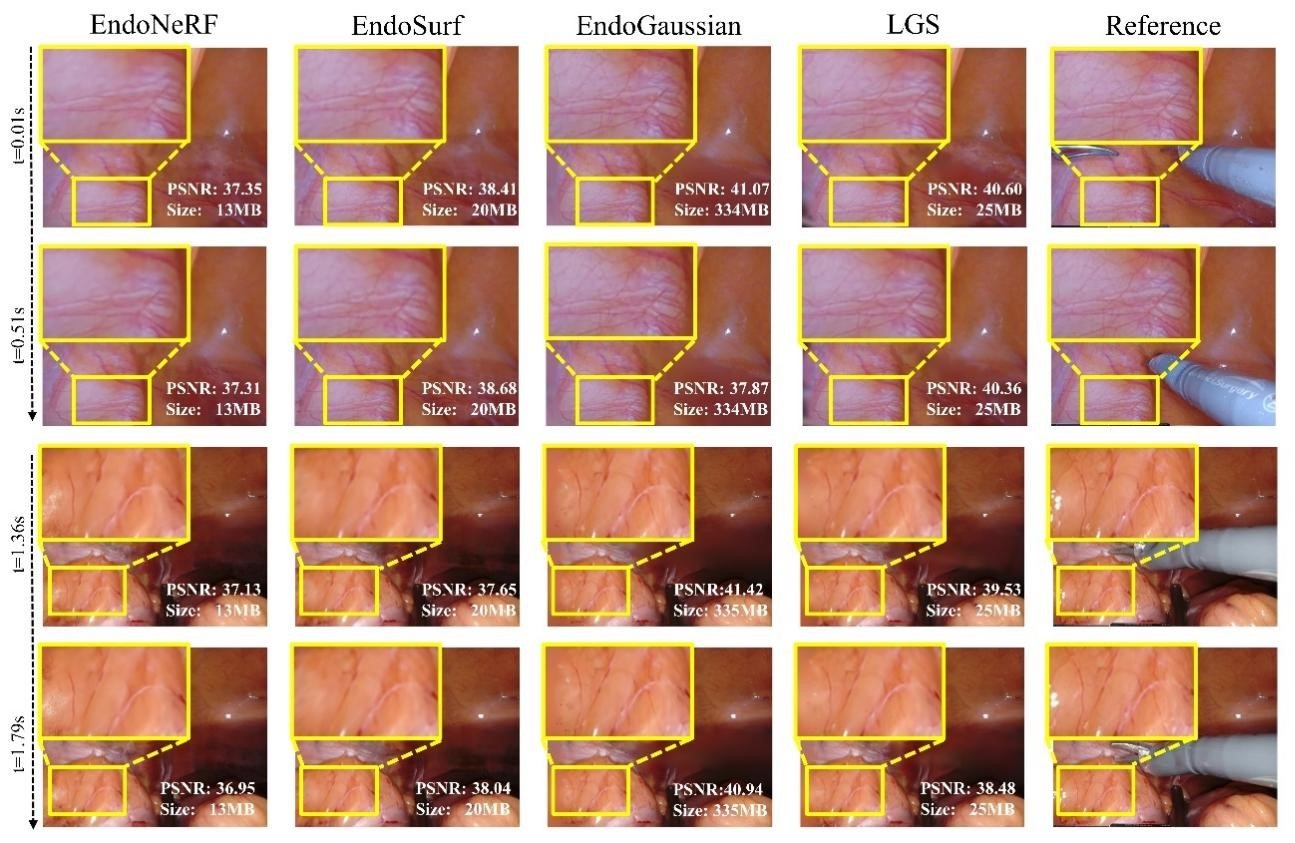 EndoNeRF EndoSurf EndoGaussian LGS Reference
t=0.01s
PSNR: 37.35
Size: 13MB
PSNR: 38.41
Size: 20MB
PSNR: 41.07
Size: 334MB
PSNR: 40.60
Size: 25MB
t=0.51s
PSNR: 37.31
Size: 13MB
PSNR: 38.68
Size: 20MB
PSNR: 37.87
Size: 334MB
PSNR: 40.36
Size: 25MB
Surgery
t=1.36s
PSNR: 37.13
Size: 13MB
PSNR: 37.65
Size: 20MB
PSNR:41.42
Size: 335MB
PSNR: 39.53
Size: 25MB
t=1.79s
PSNR: 36.95
Size: 13MB
PSNR: 38.04
Size: 20MB
PSNR:40.94
Size: 335MB
PSNR: 38.48
Size: 25MB